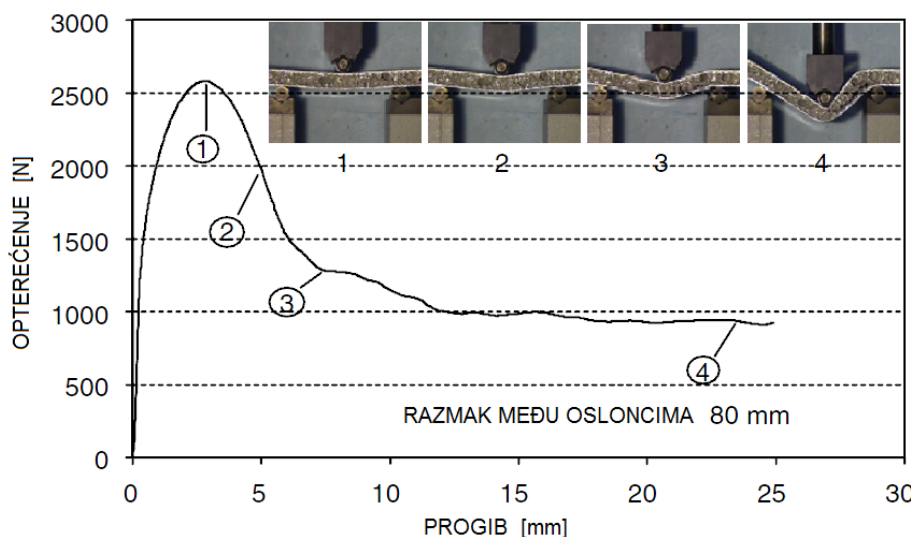 3000
2500
2000
1500
1000
500
0
OPTEREĆENJE [N]
1 2 3 4
1
2
3
4
RAZMAK MEĐU OSLONCIMA 80 mm
0 5 10 15 20 25 30
PROGIB [mm]